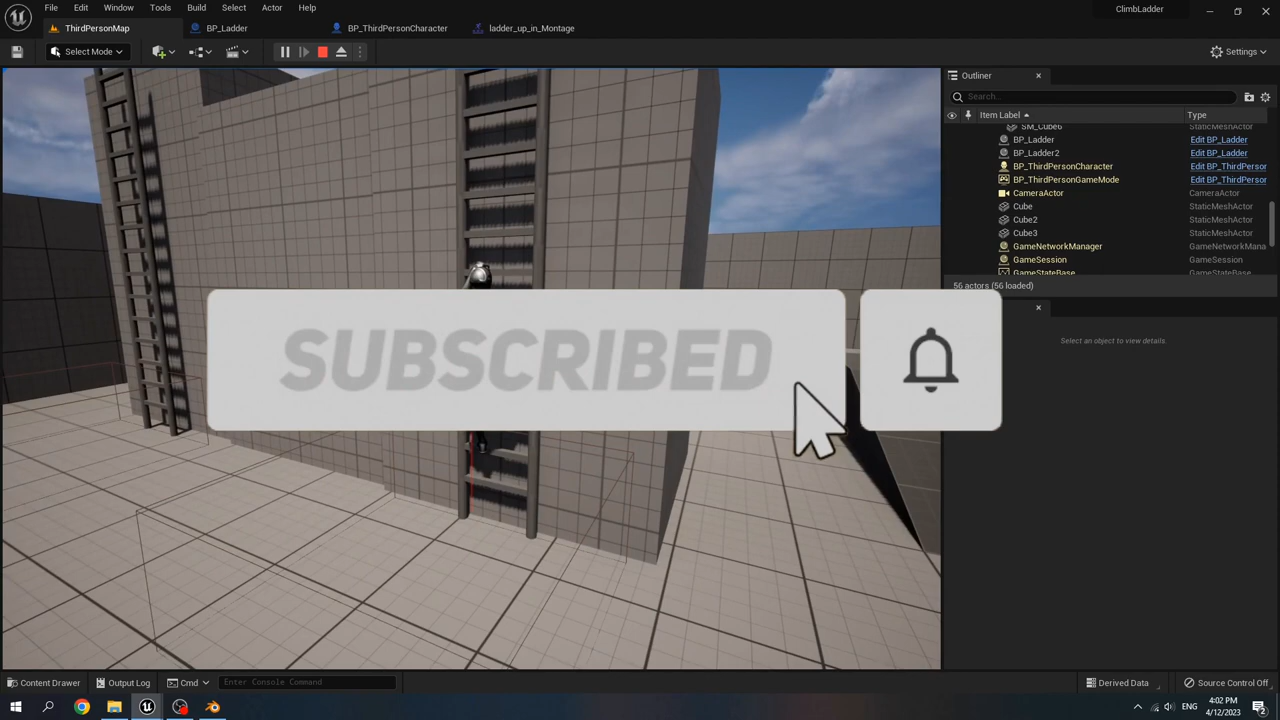 File Edit Window Tools Build Select Actor Help
ClimbLadder
ThirdPersonMap BP_Ladder BP_ThirdPersonCharacter ladder_up_in_Montage
Select Mode
Settings
Outliner
Search...
Item Label Type
SM_Cube6 StaticMeshActor
BP_Ladder Edit BP_Ladder
BP_Ladder2 Edit BP_Ladder
BP_ThirdPersonCharacter Edit BP_ThirdPerson
BP_ThirdPersonGameMode Edit BP_ThirdPerson
CameraActor CameraActor
Cube StaticMeshActor
Cube2 StaticMeshActor
Cube3 StaticMeshActor
GameNetworkManager GameNetworkMana
GameSession GameSession
GameStateBase GameStateBase
56 actors (56 loaded)
Select an object to view details.
SUBSCRIBED
Content Drawer Output Log Cmd Enter Console Command
Derived Data Source Control Off
ENG
4:02 PM
4/12/2023